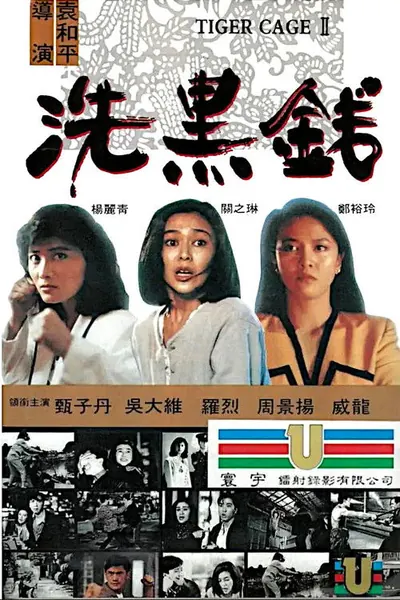 袁和平
導演
TIGER CAGE II
洗黑錢
楊麗青
關之琳
鄭裕玲
領銜主演 甄子丹 吳大維 羅烈 周景揚 威龍
U
寰宇鐳射錄影有限公司
U